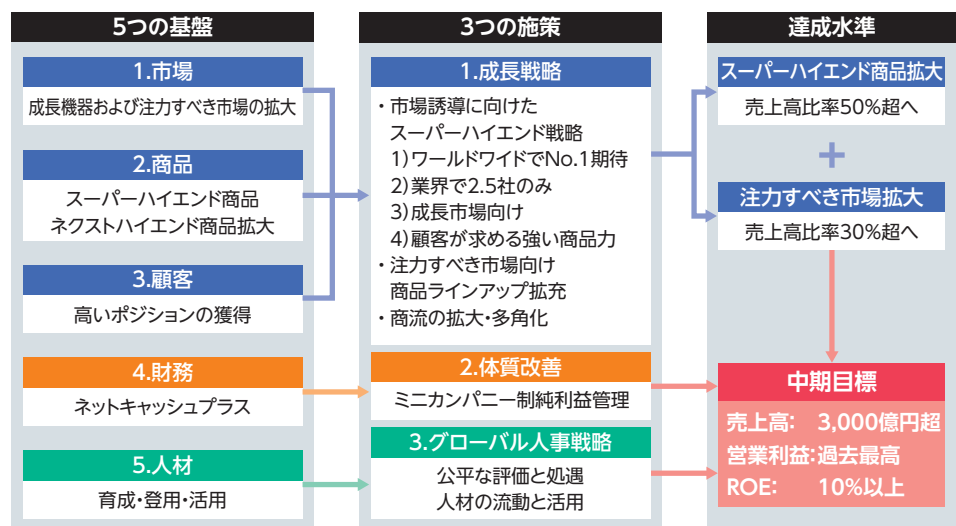 5つの基盤
1.市場
成長機器および注力すべき市場の拡大
2.商品
スーパーハイエンド商品
ネクストハイエンド商品拡大
3.顧客
高いポジションの獲得
4.財務
ネットキャッシュプラス
5.人材
育成・登用・活用
3つの施策
1.成長戦略
・市場誘導に向けた
スーパーハイエンド戦略
1)ワールドワイドでNo.1期待
2)業界で2.5社のみ
3)成長市場向け
4)顧客が求める強い商品力
・注力すべき市場向け
商品ラインアップ拡充
・商流の拡大・多角化
2.体質改善
ミニカンパニー制純利益管理
3.グローバル人事戦略
公平な評価と処遇
人材の流動と活用
達成水準
スーパーハイエンド商品拡大
売上高比率50%超へ
+
注力すべき市場拡大
売上高比率30%超へ
中期目標
売上高: 3,000億円超
営業利益:過去最高
ROE: 10%以上